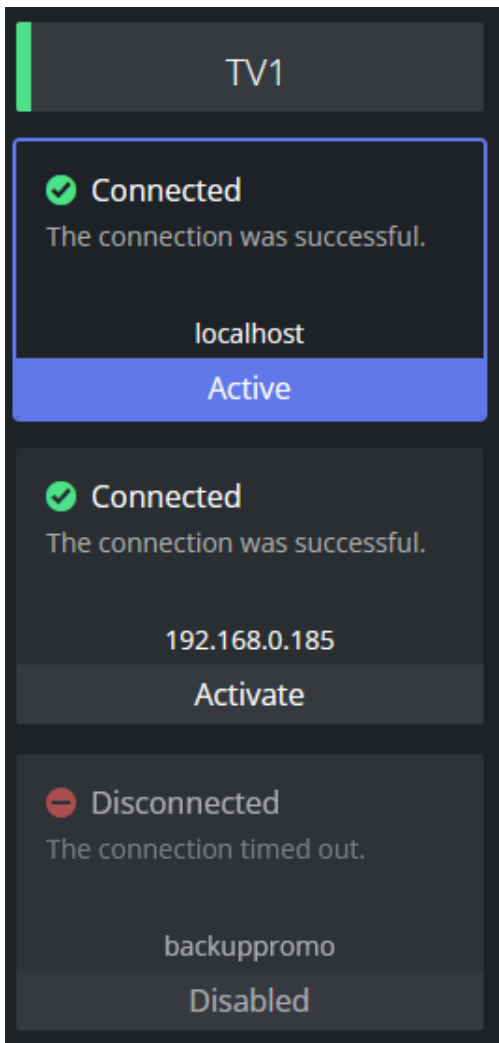 TV1
Connected
The connection was successful.
localhost
Active
Connected
The connection was successful.
192.168.0.185
Activate
Disconnected
The connection timed out.
backuppromo
Disabled